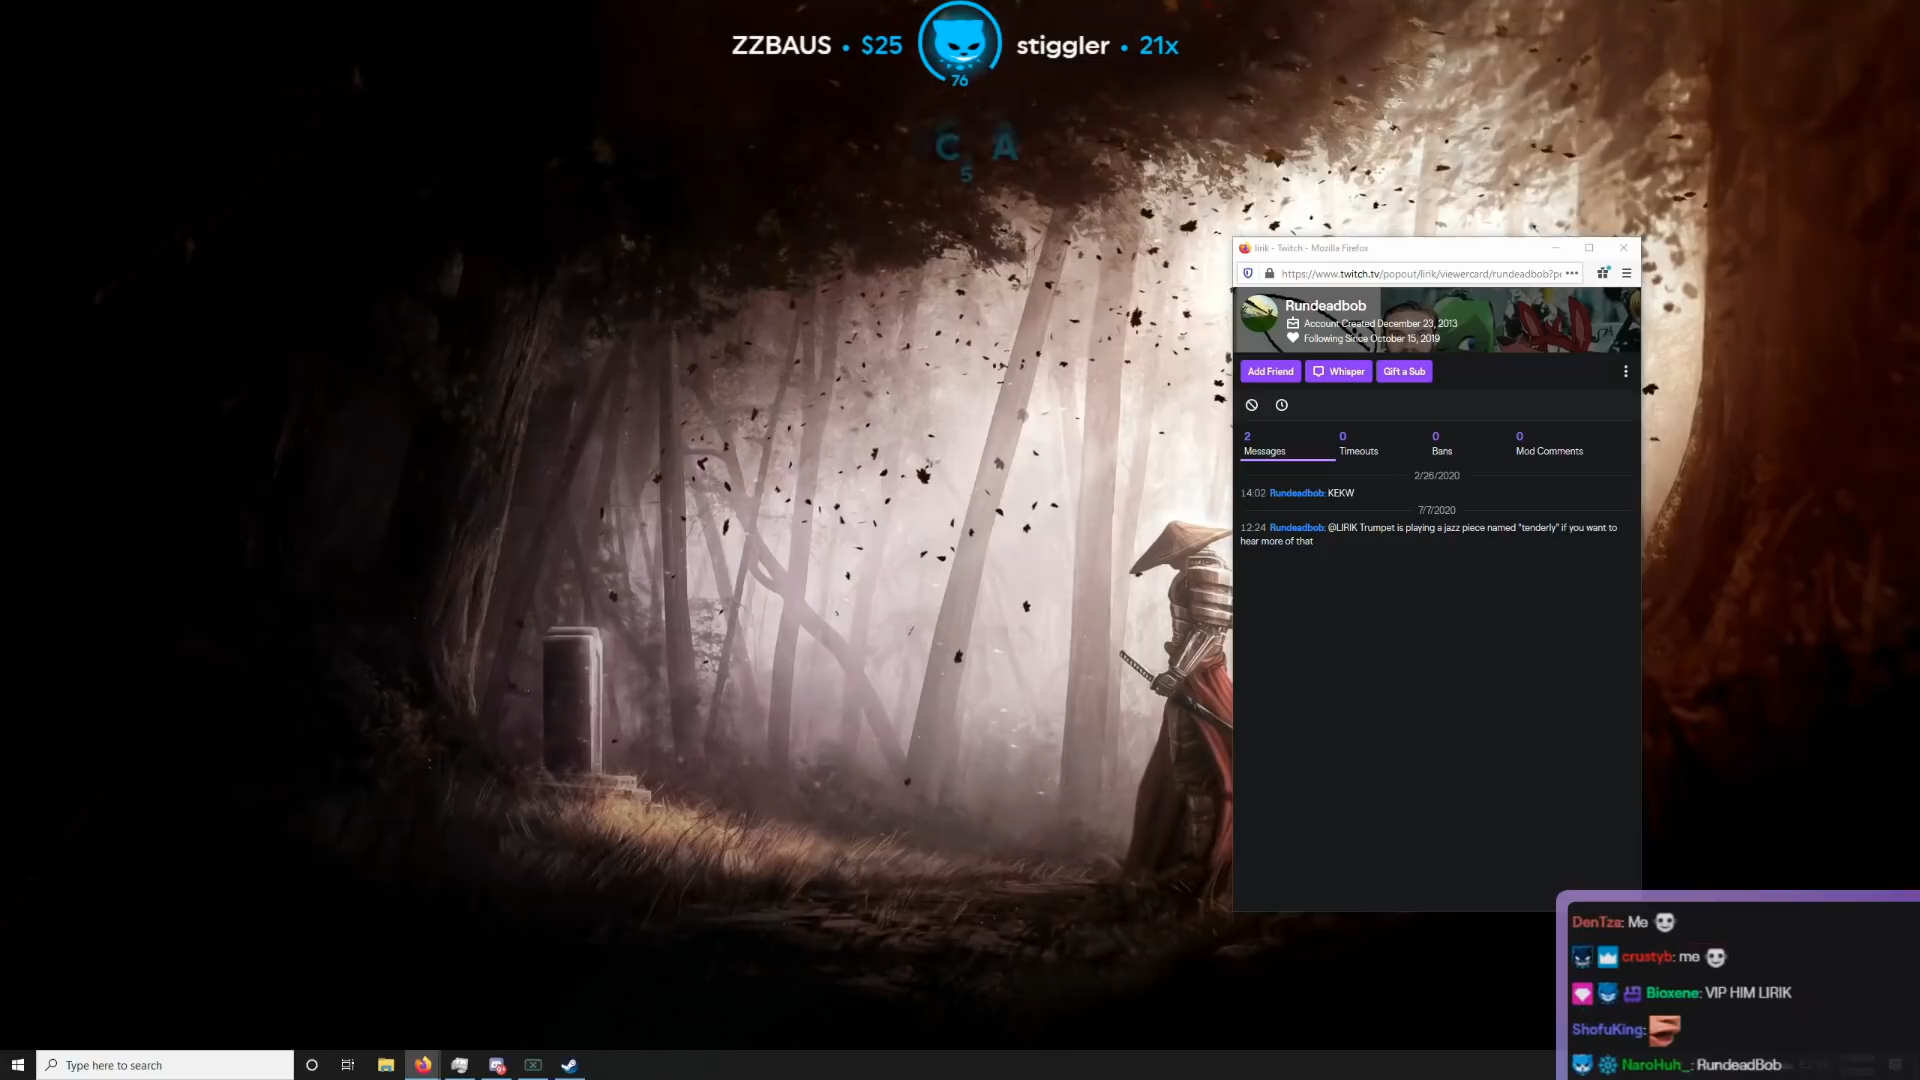 ZZBAUS • $25
76
stiggler • 21x
C A
5
lirik - Twitch - Mozilla Firefox
https://www.twitch.tv/popout/lirik/viewercard/rundeadbob?po
Rundeadbob
Account Created December 23, 2013
Following Since October 15, 2019
Add Friend
Whisper
Gift a Sub
2
Messages
0
Timeouts
0
Bans
0
Mod Comments
2/26/2020
14:02 Rundeadbob: KEKW
7/7/2020
12:24 Rundeadbob: @LIRIK Trumpet is playing a jazz piece named "tenderly" if you want to
hear more of that
DenTza: Me
crustyb: me
Bioxene: VIP HIM LIRIK
ShofuKing:
NaroHuh_: RundeadBob
Type here to search